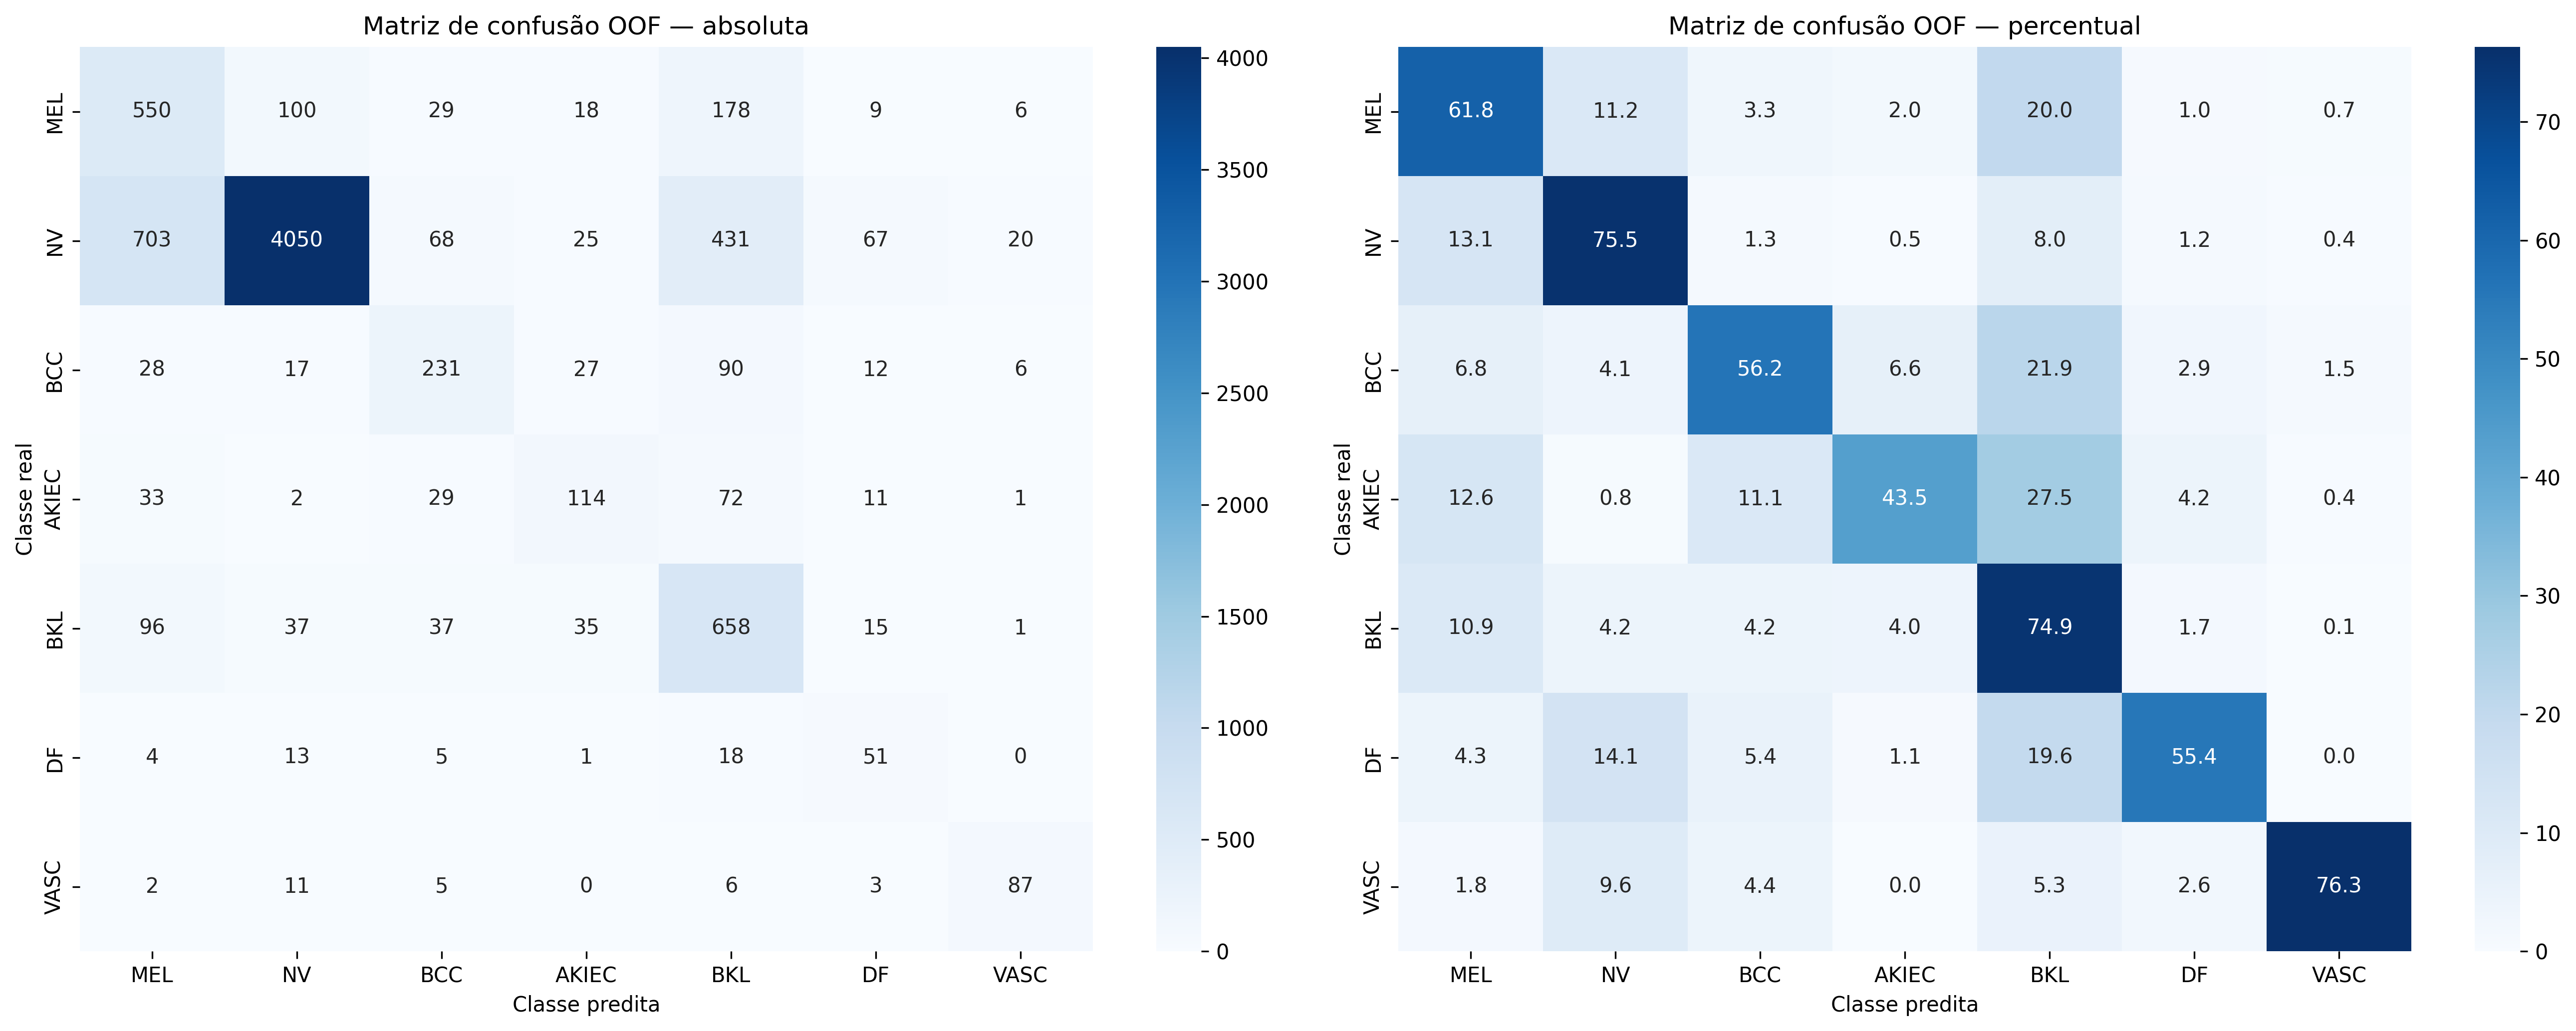 Matriz de confusão OOF — absoluta
MEL 550 100 29 18 178 9 6
NV 703 4050 68 25 431 67 20
BCC 28 17 231 27 90 12 6
AKIEC 33 2 29 114 72 11 1
BKL 96 37 37 35 658 15 1
DF 4 13 5 1 18 51 0
VASC 2 11 5 0 6 3 87
MEL NV BCC AKIEC BKL DF VASC
Classe real
Classe predita
4000
3500
3000
2500
2000
1500
1000
500
0
Matriz de confusão OOF — percentual
MEL 61.8 11.2 3.3 2.0 20.0 1.0 0.7
NV 13.1 75.5 1.3 0.5 8.0 1.2 0.4
BCC 6.8 4.1 56.2 6.6 21.9 2.9 1.5
AKIEC 12.6 0.8 11.1 43.5 27.5 4.2 0.4
BKL 10.9 4.2 4.2 4.0 74.9 1.7 0.1
DF 4.3 14.1 5.4 1.1 19.6 55.4 0.0
VASC 1.8 9.6 4.4 0.0 5.3 2.6 76.3
MEL NV BCC AKIEC BKL DF VASC
Classe real
Classe predita
70
60
50
40
30
20
10
0